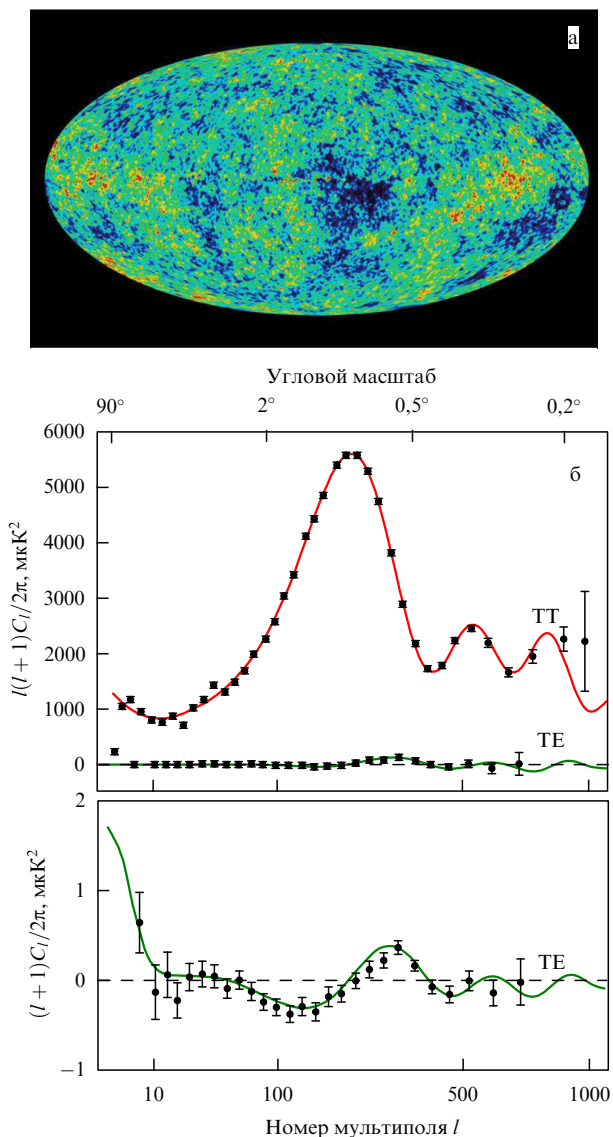 а
Угловой масштаб
90° 2° 0,5° 0,2°
6000
5000
4000
3000
2000
1000
0
l(l + 1)C_l/2π, мкК²
б
TT
TE
2
1
0
−1
(l + 1)C_l/2π, мкК²
TE
10 100 500 1000
Номер мультиполя l